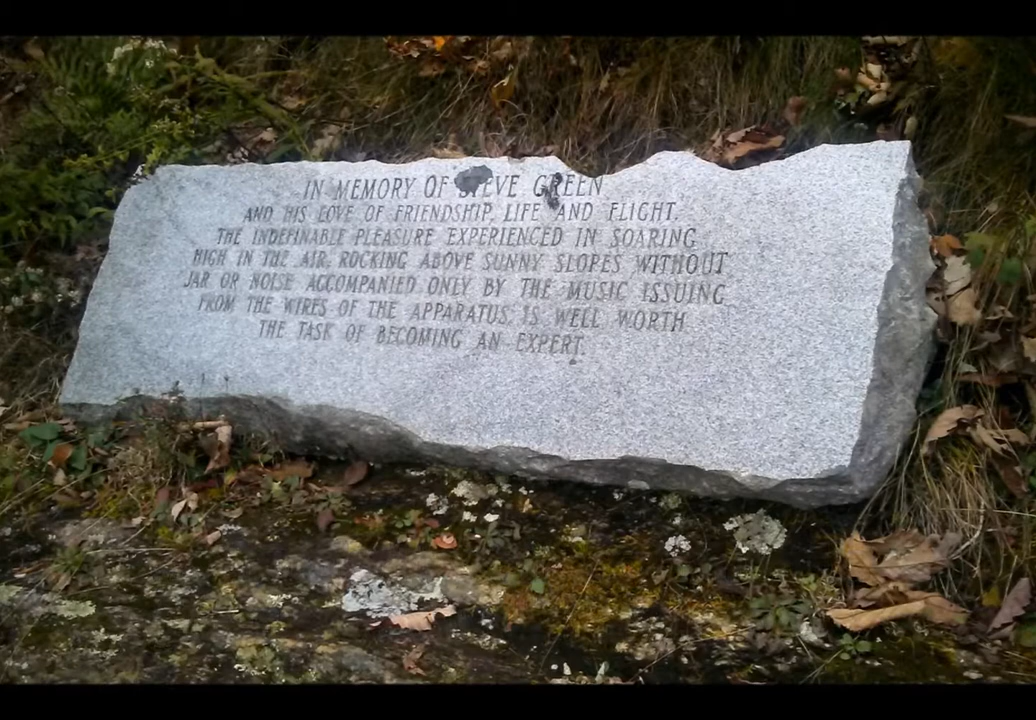 IN MEMORY OF STEVE GREEN
AND HIS LOVE OF FRIENDSHIP, LIFE AND FLIGHT.
THE INDEFINABLE PLEASURE EXPERIENCED IN SOARING
HIGH IN THE AIR, ROCKING ABOVE SUNNY SLOPES WITHOUT
JAR OR NOISE ACCOMPANIED ONLY BY THE MUSIC ISSUING
FROM THE WIRES OF THE APPARATUS, IS WELL WORTH
THE TASK OF BECOMING AN EXPERT.